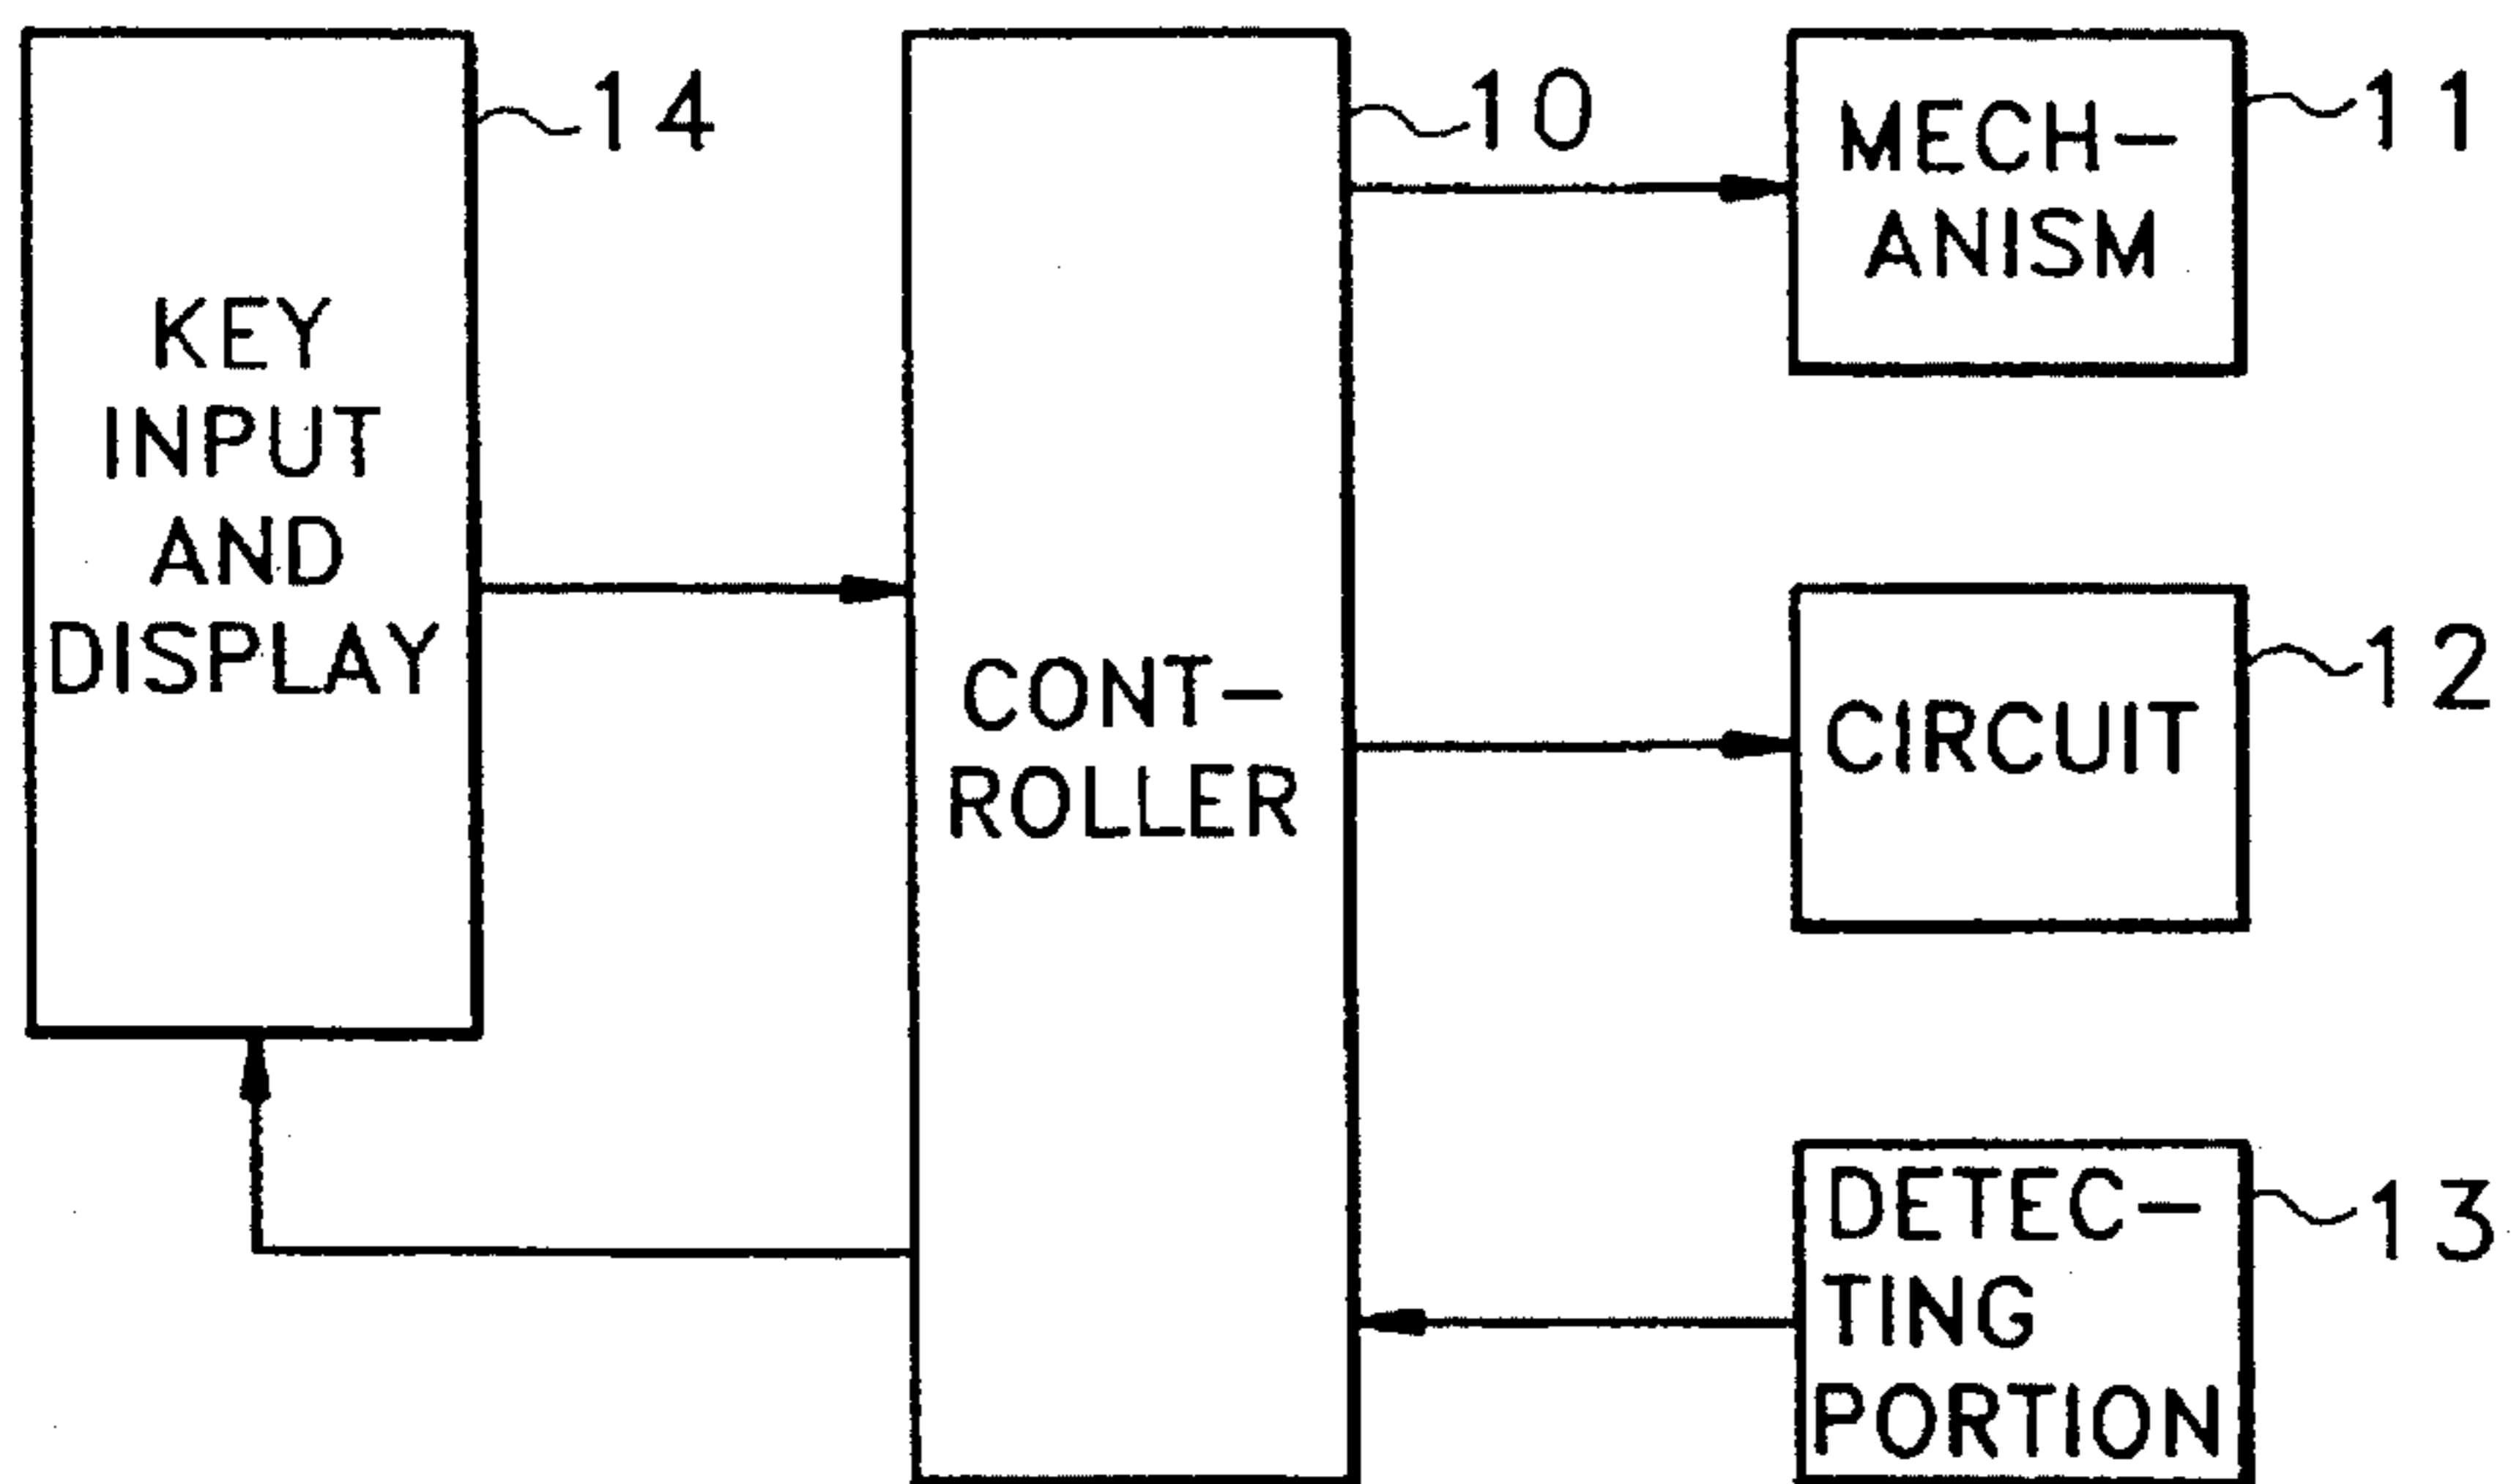 14
KEY
INPUT
AND
DISPLAY
10
CONT-
ROLLER
11
MECH-
ANISM
12
CIRCUIT
13
DETEC-
TING
PORTION